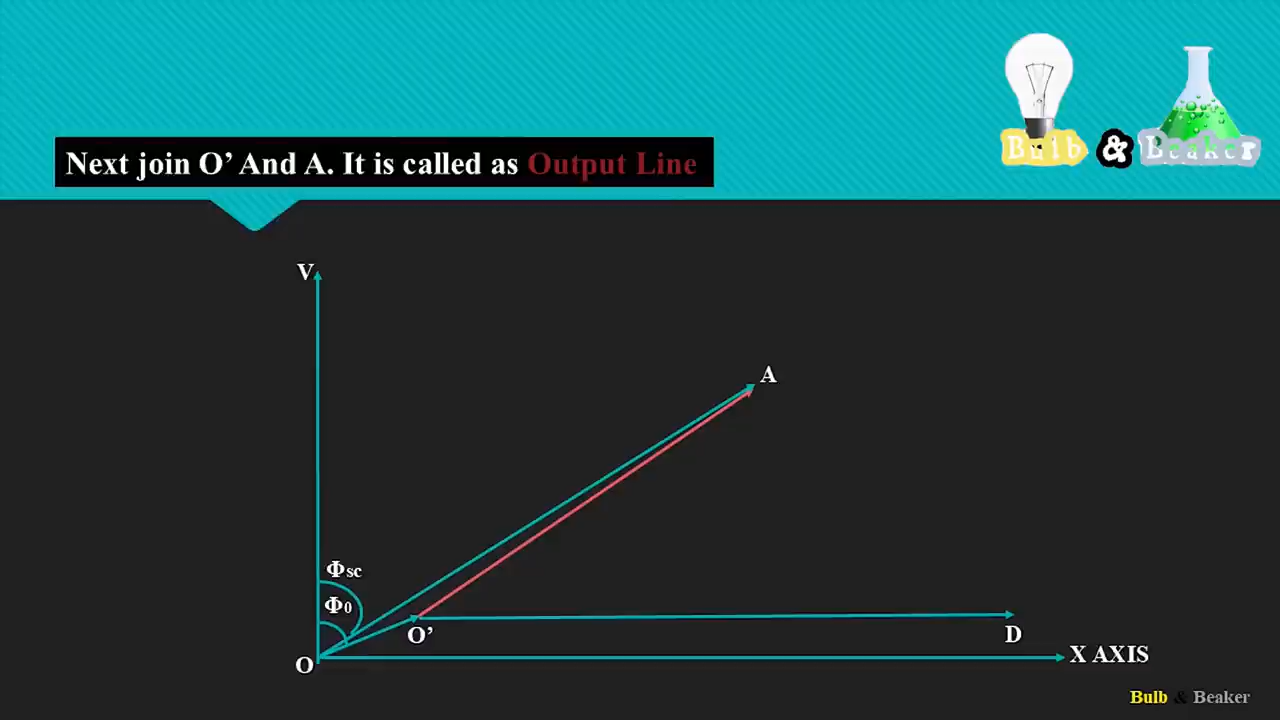 Bulb & Beaker
Next join O’ And A. It is called as Output Line
V
A
Φsc
Φ0
O’
D
O
X AXIS
Bulb & Beaker